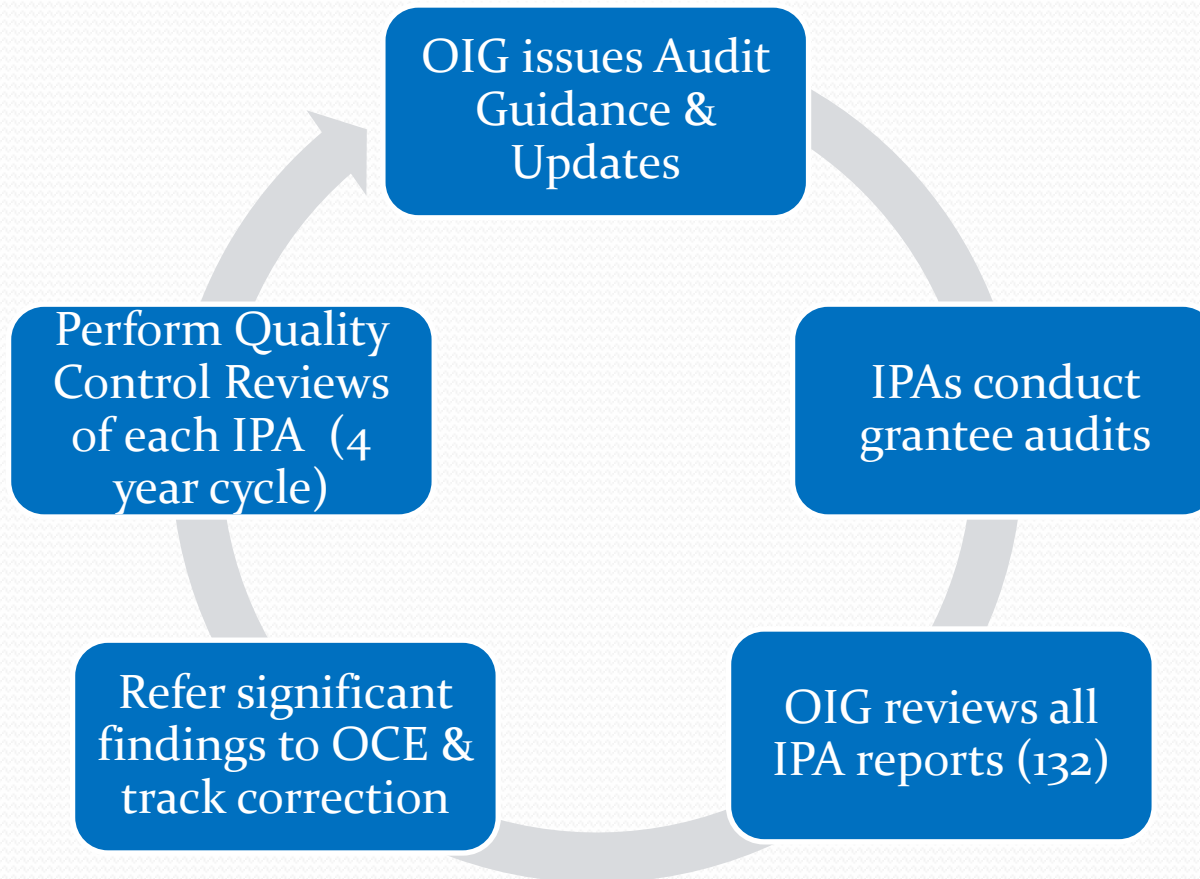 OIG issues Audit
Guidance &
Updates
IPAs conduct
grantee audits
OIG reviews all
IPA reports (132)
Refer significant
findings to OCE &
track correction
Perform Quality
Control Reviews
of each IPA (4
year cycle)